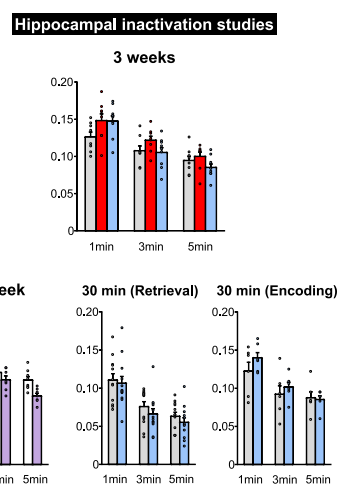 Hippocampal inactivation studies
3 weeks
0.20
0.15
0.10
0.05
0
1min 3min 5min
eek
30 min (Retrieval) 30 min (Encoding)
0.20 0.20
0.15 0.15
0.10 0.10
0.05 0.05
0 0
min 5min 1min 3min 5min 1min 3min 5min